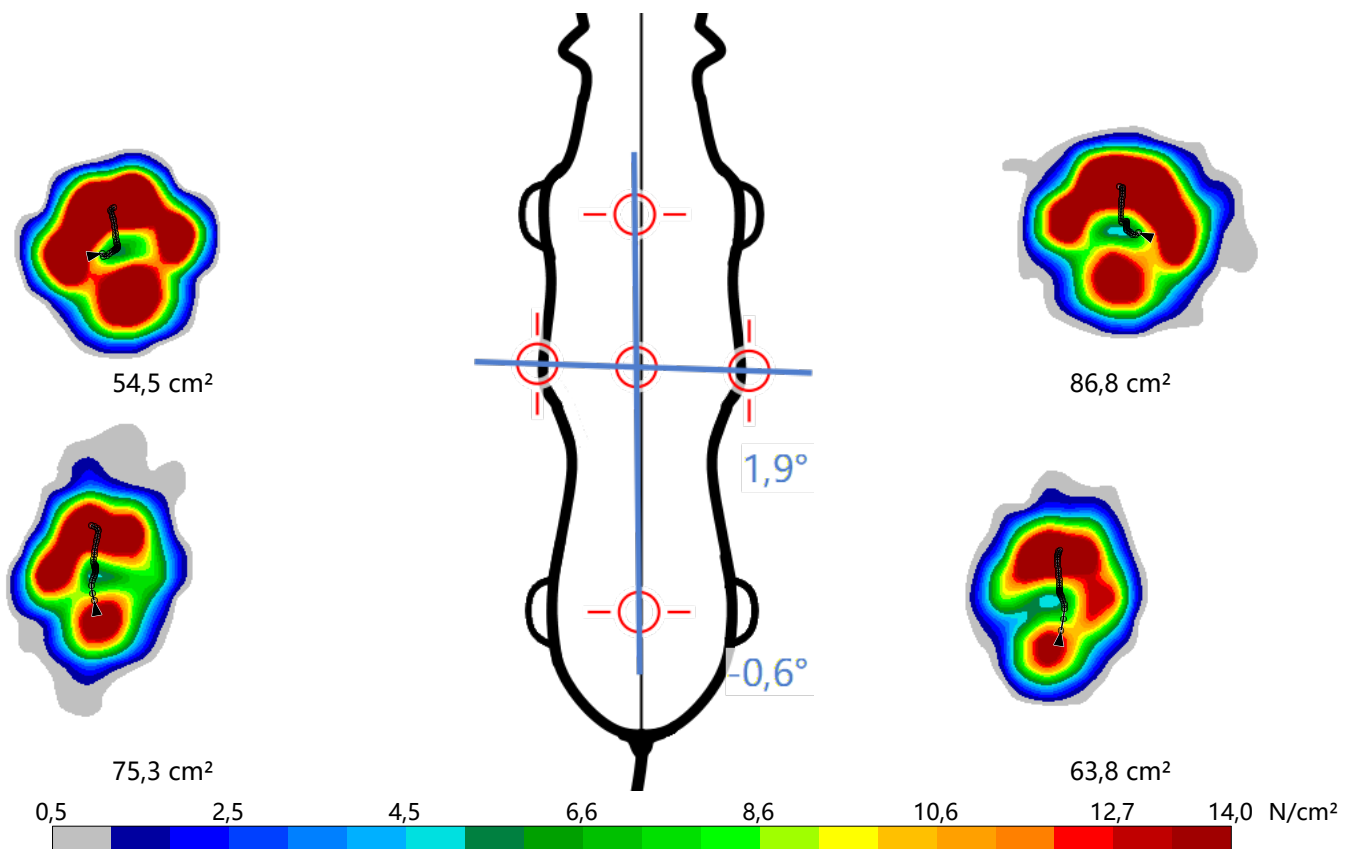 54,5 cm²
86,8 cm²
1,9°
-0,6°
75,3 cm²
63,8 cm²
0,5 2,5 4,5 6,6 8,6 10,6 12,7 14,0 N/cm²